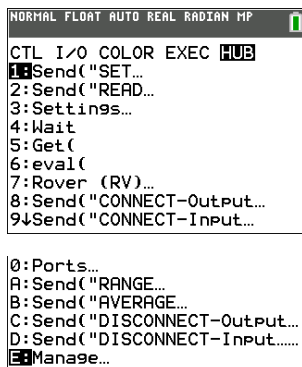 NORMAL FLOAT AUTO REAL RADIAN MP
CTL I/O COLOR EXEC HUB
1:Send("SET…
2:Send("READ…
3:Settings…
4:Wait
5:Get(
6:eval(
7:Rover (RV)…
8:Send("CONNECT-Output…
9↓Send("CONNECT-Input…
0:Ports…
A:Send("RANGE…
B:Send("AVERAGE…
C:Send("DISCONNECT-Output…
D:Send("DISCONNECT-Input……
E:Manage…